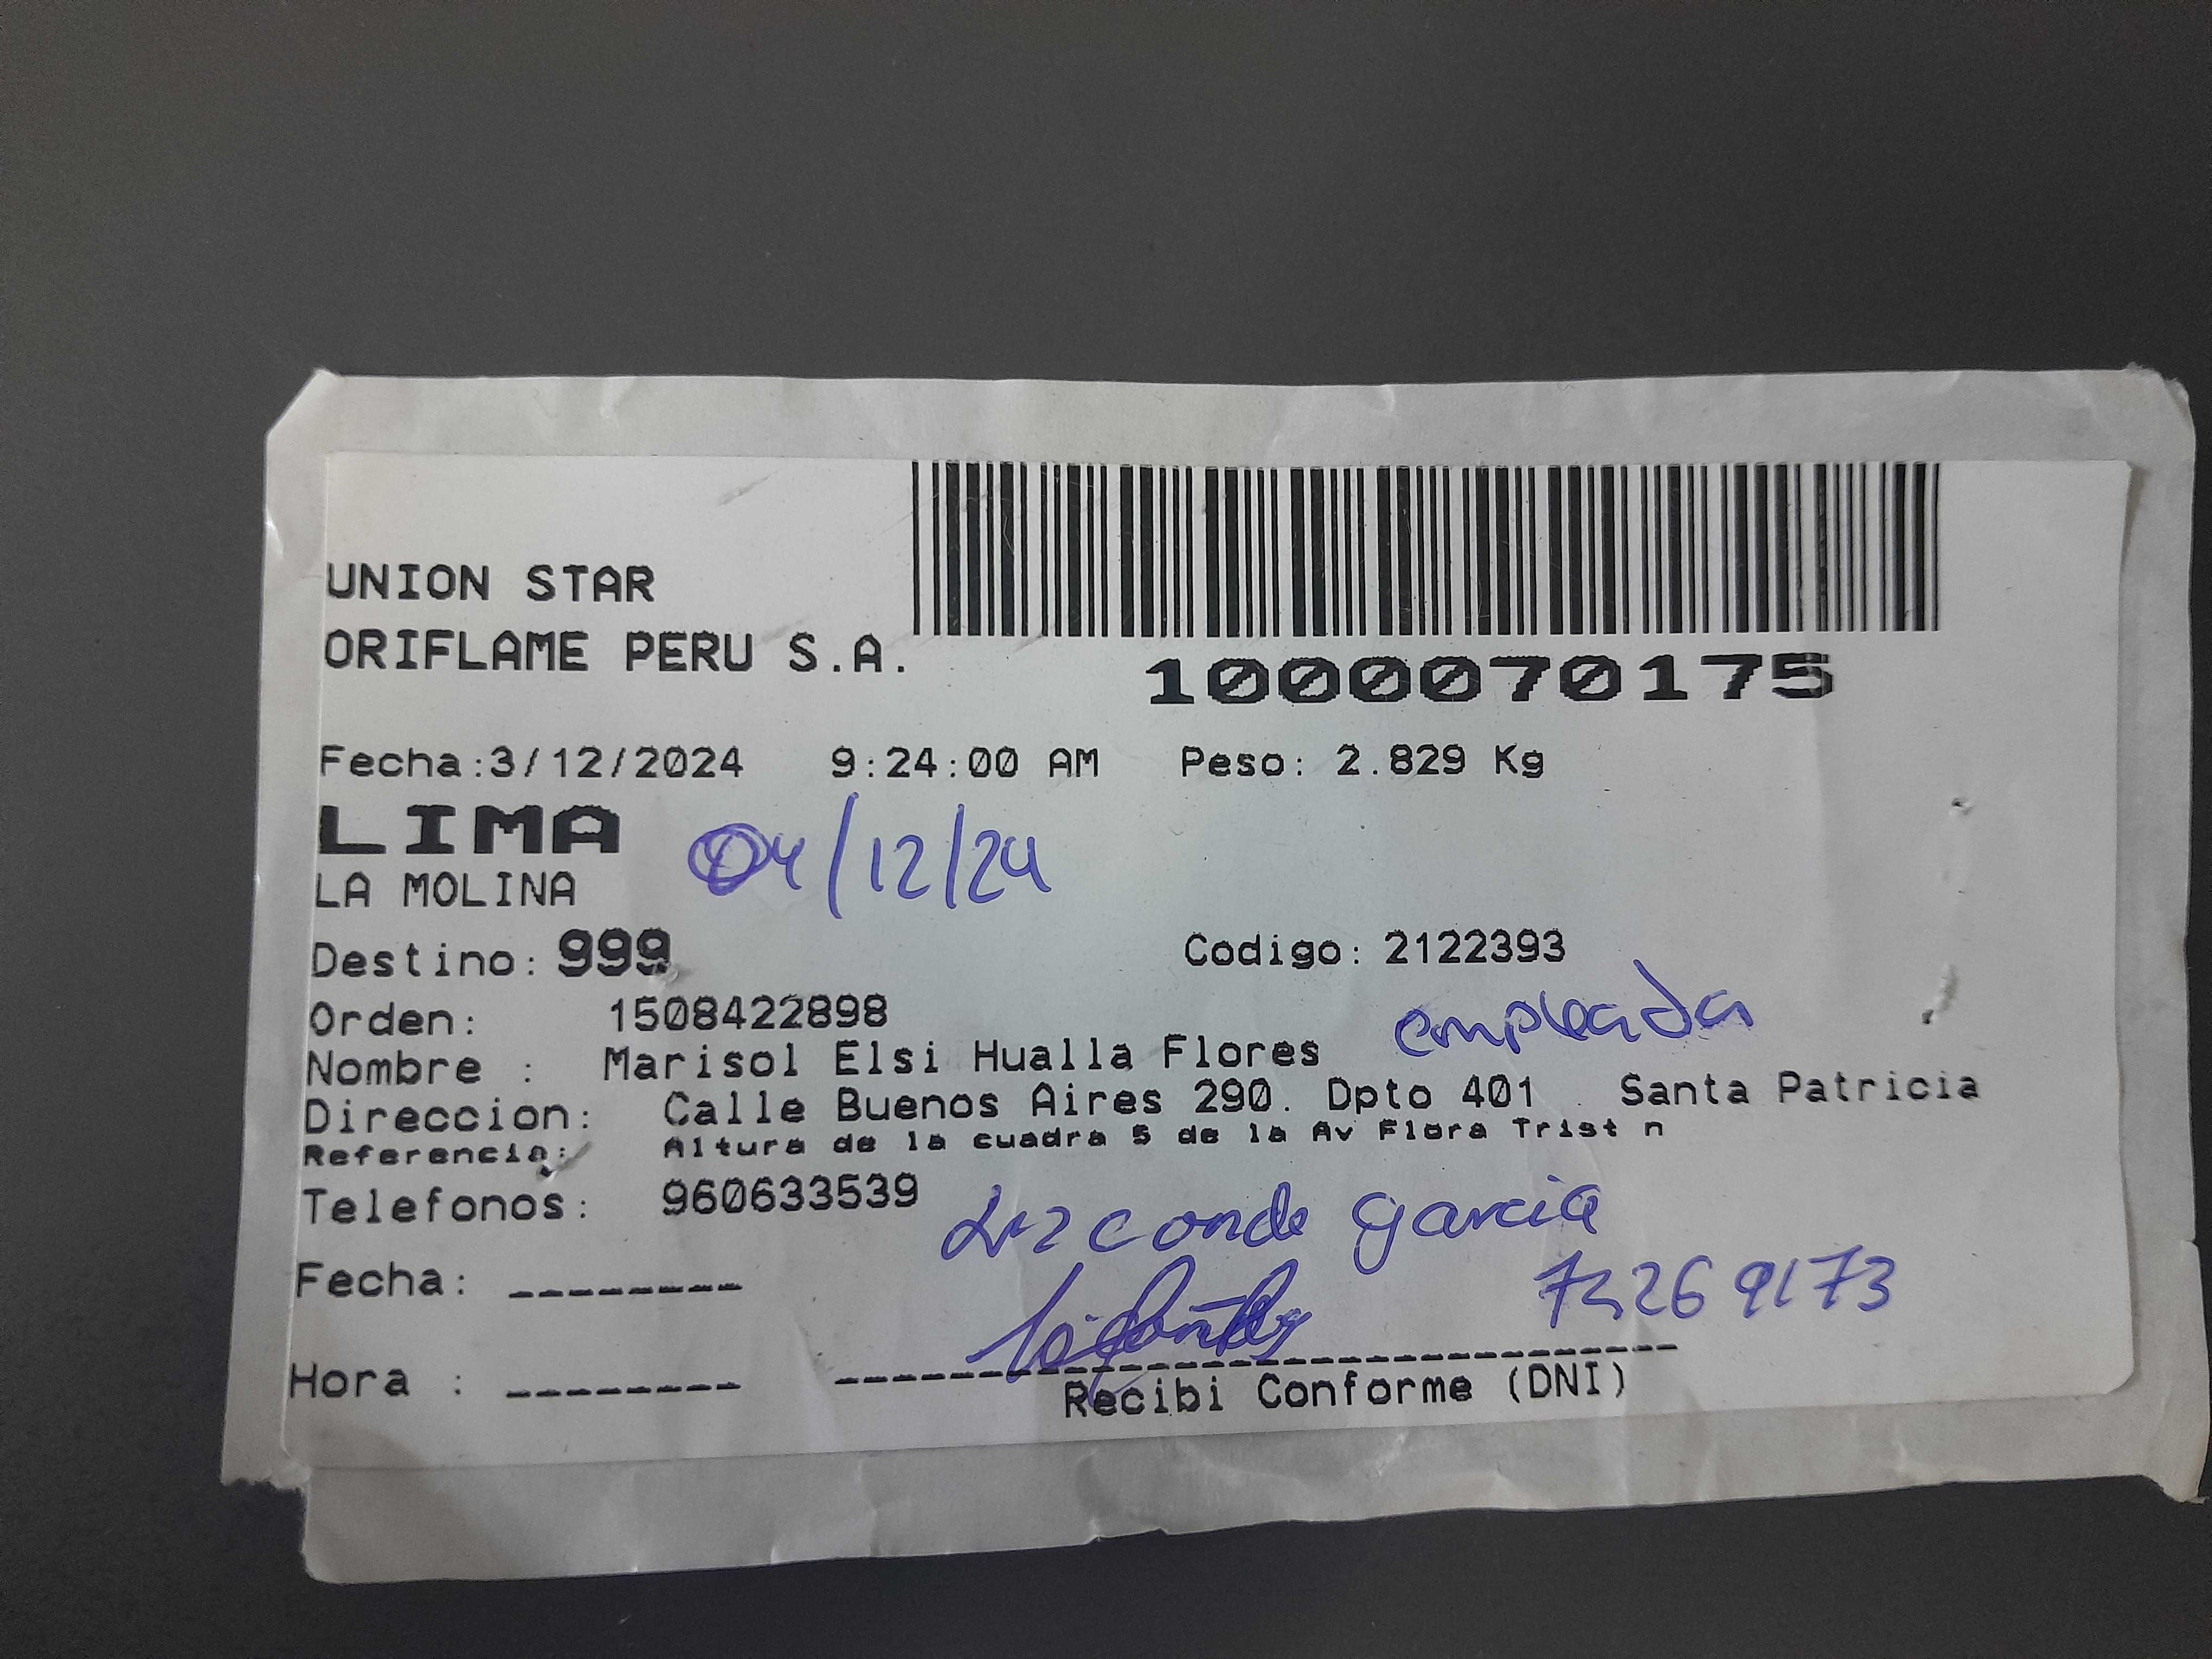 UNION STAR
ORIFLAME PERU S.A.
1000070175
Fecha:3/12/2024 9:24:00 AM Peso: 2.829 Kg
LIMA
04/12/24
LA MOLINA
Destino: 999 Codigo: 2122393
Orden: 1508422898
empleada
Nombre : Marisol Elsi Hualla Flores
Direccion: Calle Buenos Aires 290. Dpto 401 . Santa Patricia
Referencia: Altura de la cuadra 5 de la Av Flora Trist n
Telefonos: 960633539
conde garcia
Fecha: --------
Hora : --------
Recibi Conforme (DNI)